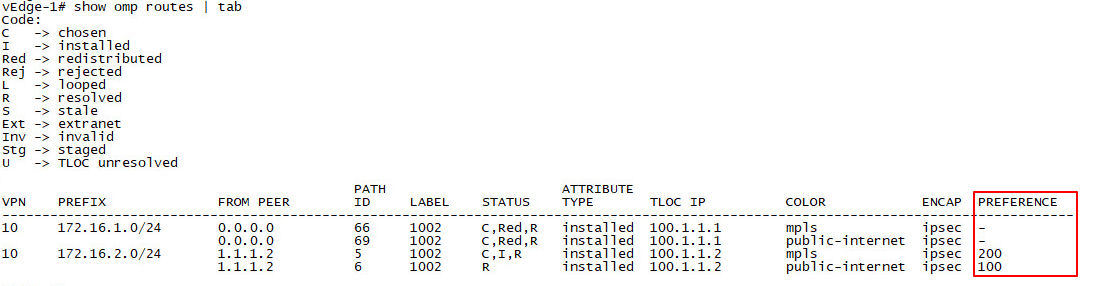 vEdge-1# show omp routes | tab
Code:
C   -> chosen
I   -> installed
Red -> redistributed
Rej -> rejected
L   -> looped
R   -> resolved
S   -> stale
Ext -> extranet
Inv -> invalid
Stg -> staged
U   -> TLOC unresolved
                                            PATH                      ATTRIBUTE
VPN    PREFIX              FROM PEER        ID     LABEL    STATUS    TYPE       TLOC IP          COLOR            ENCAP  PREFERENCE
--------------------------------------------------------------------------------------------------------------------------------------
10     172.16.1.0/24       0.0.0.0          66     1002     C,Red,R   installed  100.1.1.1        mpls             ipsec  -
                           0.0.0.0          69     1002     C,Red,R   installed  100.1.1.1        public-internet  ipsec  -
10     172.16.2.0/24       1.1.1.2          5      1002     C,I,R     installed  100.1.1.2        mpls             ipsec  200
                           1.1.1.2          6      1002     R         installed  100.1.1.2        public-internet  ipsec  100